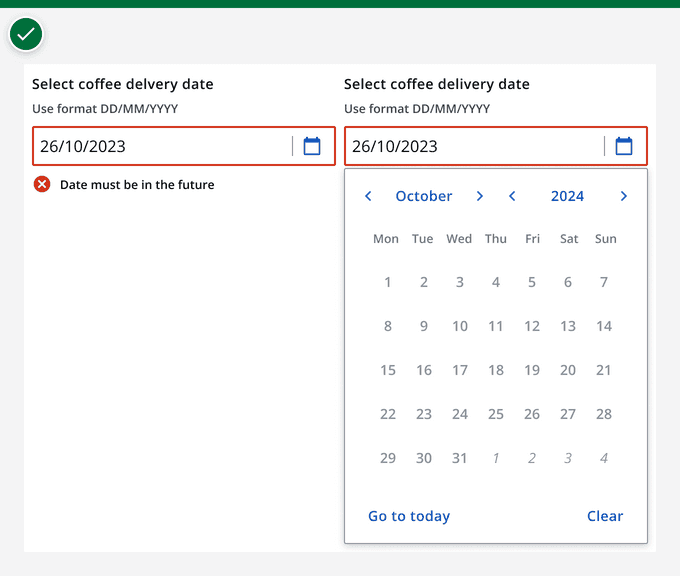 Select coffee delvery date
Use format DD/MM/YYYY
26/10/2023
Date must be in the future
Select coffee delivery date
Use format DD/MM/YYYY
26/10/2023
October 2024
Mon Tue Wed Thu Fri Sat Sun
1 2 3 4 5 6 7
8 9 10 11 12 13 14
15 16 17 18 19 20 21
22 23 24 25 26 27 28
29 30 31 1 2 3 4
Go to today Clear